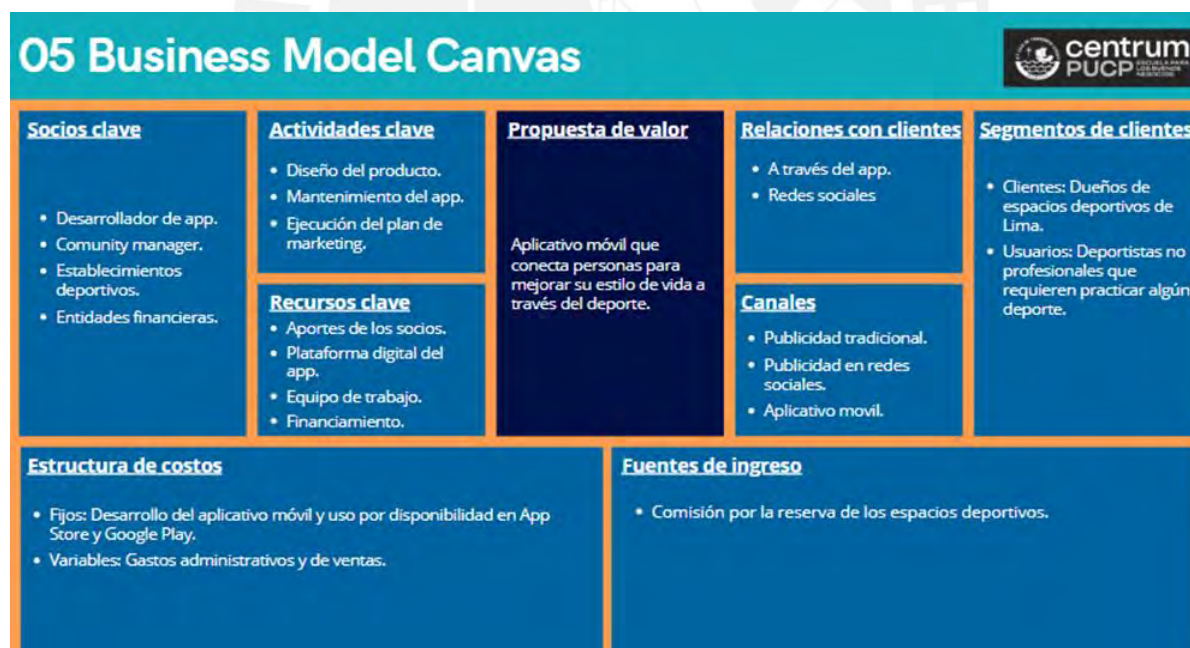 05 Business Model Canvas
centrum
PUCP
Socios clave
• Desarrollador de app.
• Comunity manager.
• Establecimientos
deportivos.
• Entidades financieras.
Actividades clave
• Diseño del producto.
• Mantenimiento del app.
• Ejecución del plan de
marketing.
Recursos clave
• Aportes de los socios.
• Plataforma digital del
app.
• Equipo de trabajo.
• Financiamiento.
Propuesta de valor
Aplicativo móvil que
conecta personas para
mejorar su estilo de vida a
través del deporte.
Relaciones con clientes
• A través del app.
• Redes sociales
Canales
• Publicidad tradicional.
• Publicidad en redes
sociales.
• Aplicativo movil.
Segmentos de clientes
• Clientes: Dueños de
espacios deportivos de
Lima.
• Usuarios: Deportistas no
profesionales que
requieren practicar algún
deporte.
Estructura de costos
• Fijos: Desarrollo del aplicativo móvil y uso por disponibilidad en App
Store y Google Play.
• Variables: Gastos administrativos y de ventas.
Fuentes de ingreso
• Comisión por la reserva de los espacios deportivos.